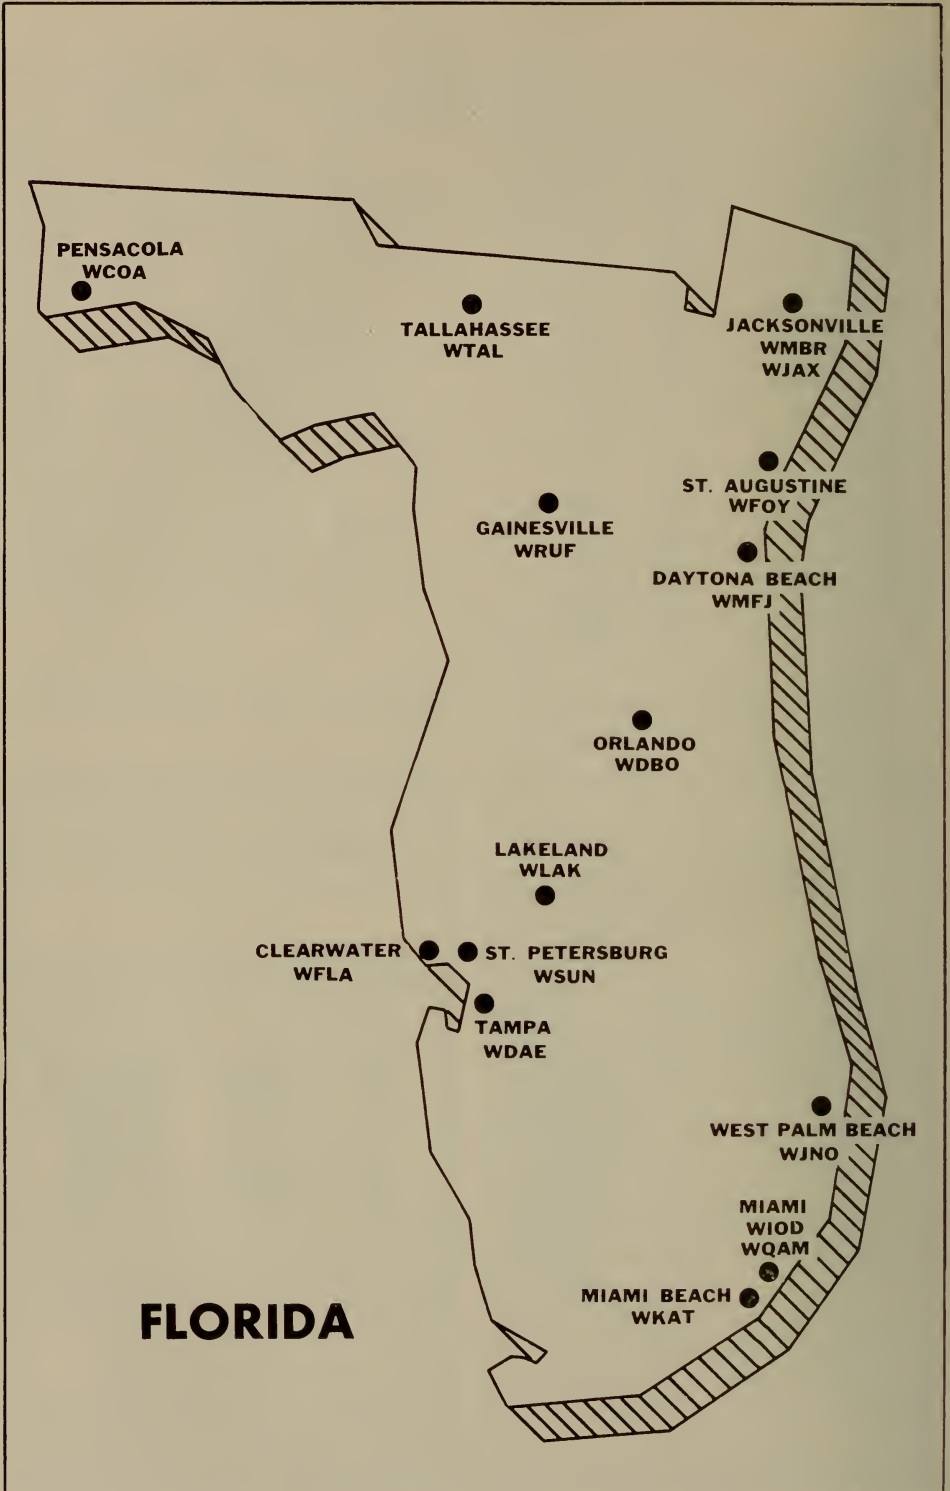 PENSACOLA
WCOA
TALLAHASSEE
WTAL
JACKSONVILLE
WMBR
WJAX
ST. AUGUSTINE
WFOY
GAINESVILLE
WRUF
DAYTONA BEACH
WMFJ
ORLANDO
WDBO
LAKELAND
WLAK
CLEARWATER
WFLA
ST. PETERSBURG
WSUN
TAMPA
WDAE
WEST PALM BEACH
WJNO
MIAMI
WIOD
WQAM
MIAMI BEACH
WKAT
FLORIDA